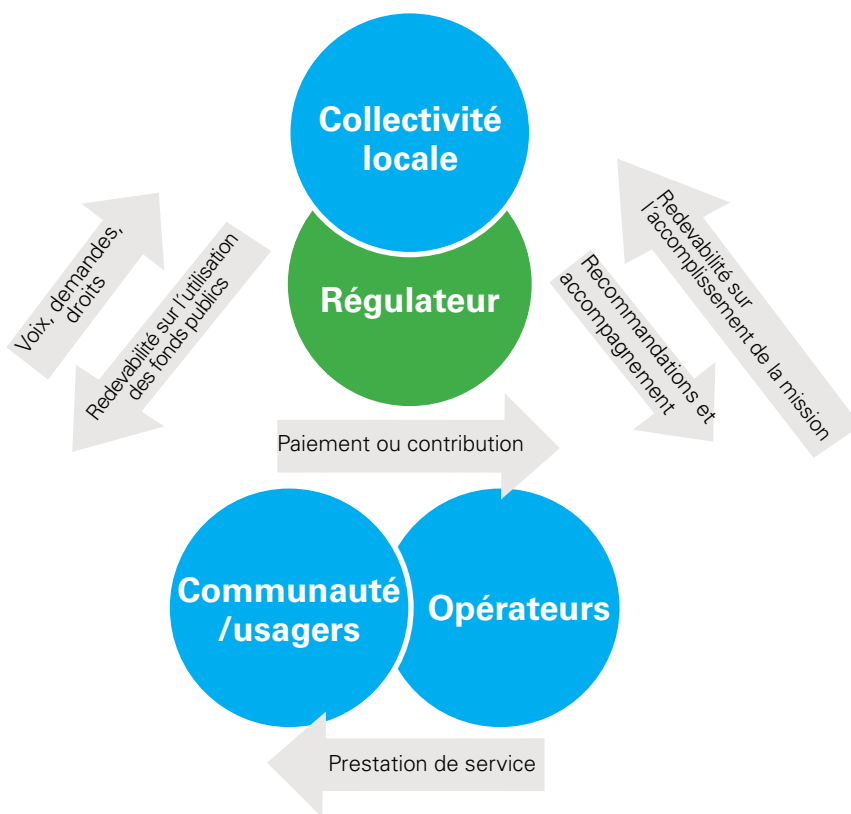 Collectivité
locale
Régulateur
Voix, demandes,
droits
Redevabilité sur l'utilisation
des fonds publics
Redevabilité sur
l'accomplissement de la mission
Recommandations et
accompagnement
Paiement ou contribution
Communauté
/usagers
Opérateurs
Prestation de service